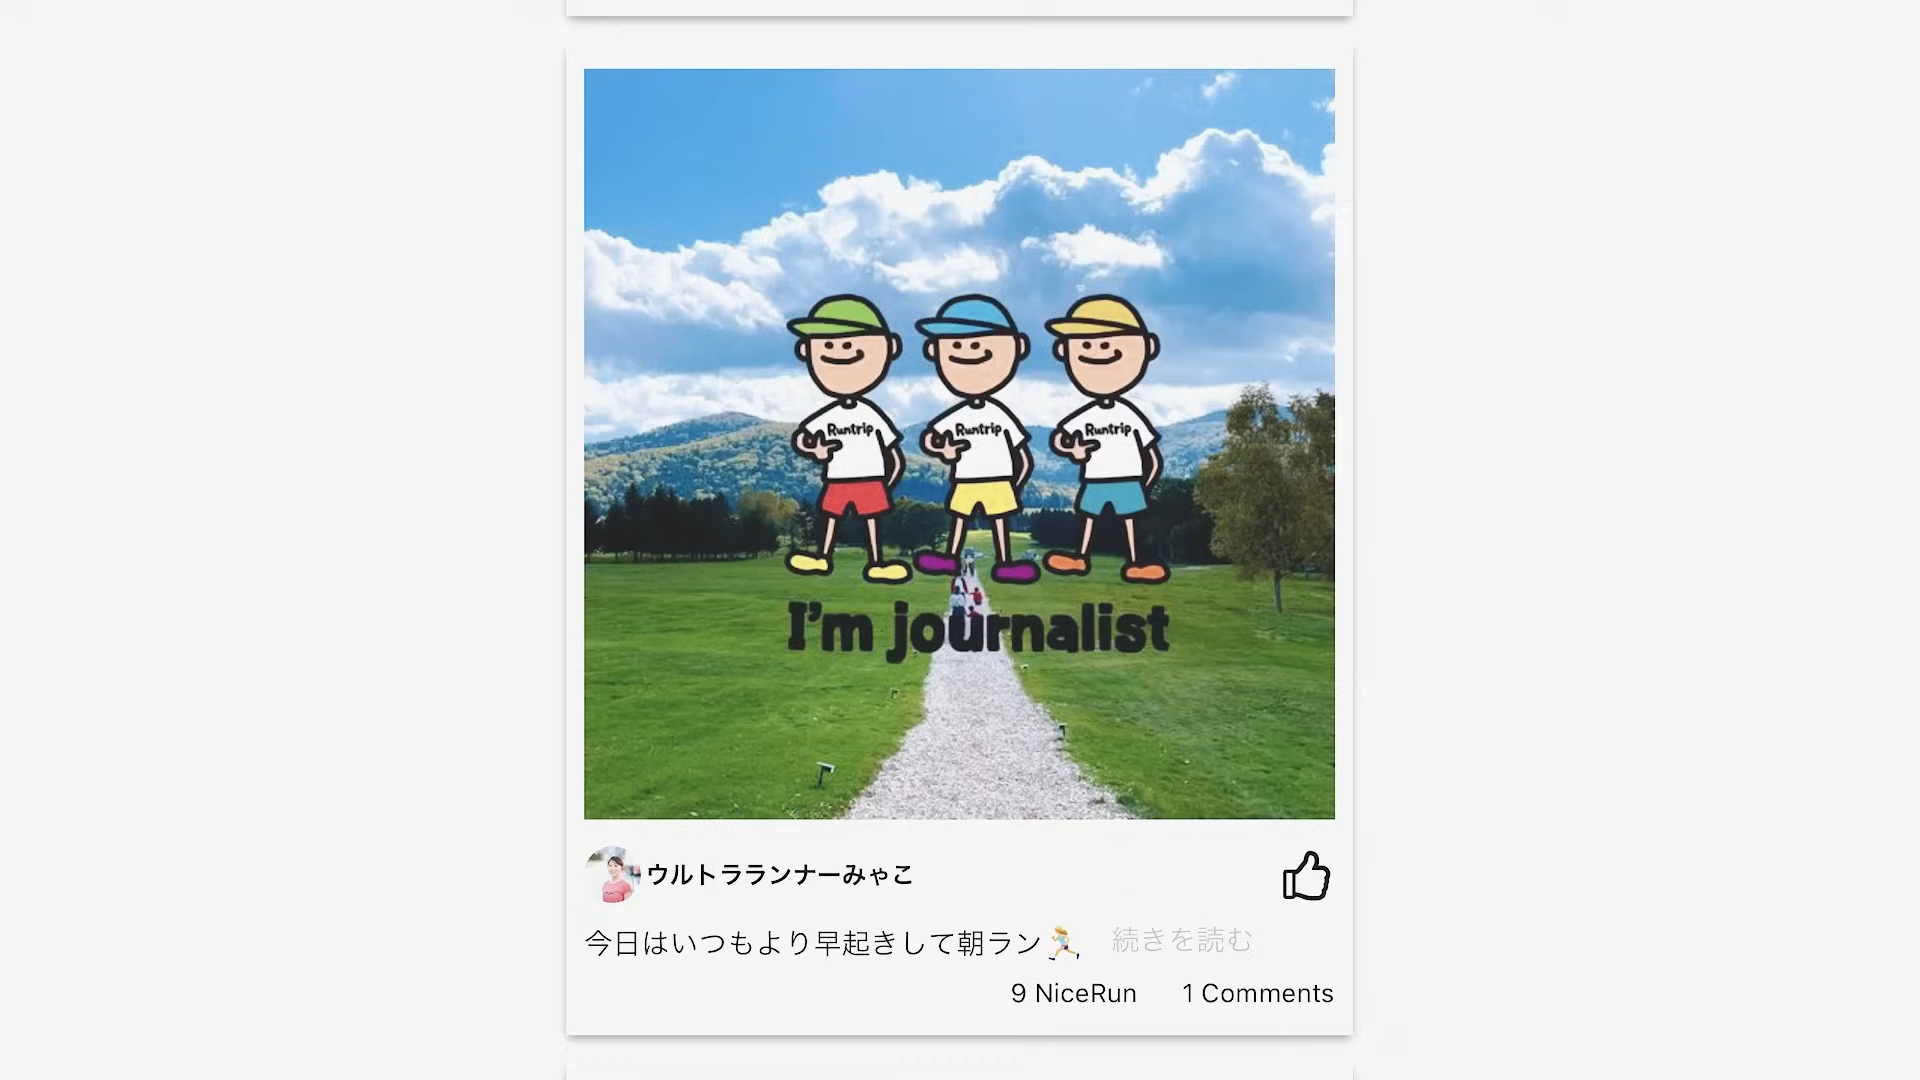 Runtrip Runtrip Runtrip
I'm journalist
ウルトラランナーみゃこ
今日はいつもより早起きして朝ラン🏃 続きを読む
9 NiceRun 1 Comments